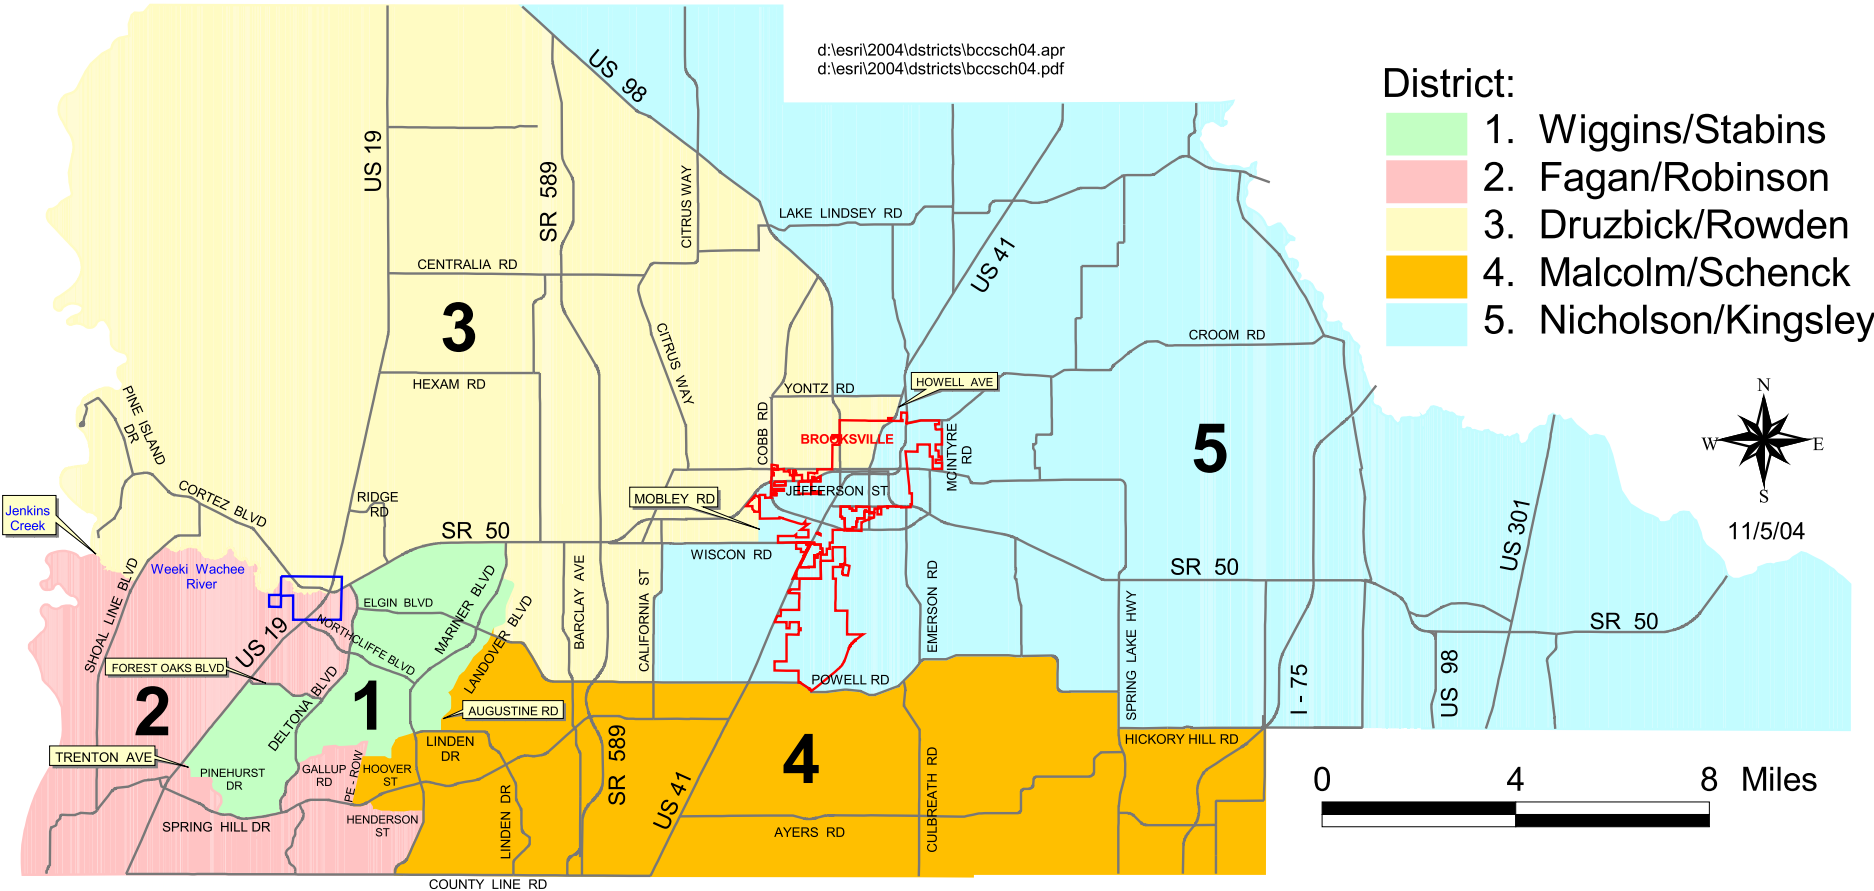 d:\esri\2004\dstricts\bccsch04.apr
d:\esri\2004\dstricts\bccsch04.pdf
District:
1. Wiggins/Stabins
2. Fagan/Robinson
3. Druzbick/Rowden
4. Malcolm/Schenck
5. Nicholson/Kingsley
N
W
E
S
11/5/04
0 4 8 Miles
US 98
US 19
SR 589
CITRUS WAY
LAKE LINDSEY RD
US 41
CENTRALIA RD
3
CITRUS WAY
CROOM RD
HEXAM RD
YONTZ RD
HOWELL AVE
PINE ISLAND
DR
COBB RD
BROOKSVILLE
MCINTYRE
RD
5
CORTEZ BLVD
RIDGE
RD
MOBLEY RD
JEFFERSON ST
Jenkins
Creek
SR 50
US 301
WISCON RD
SR 50
Weeki Wachee
River
SHOAL LINE BLVD
ELGIN BLVD
MARINER BLVD
LANDOVER BLVD
BARCLAY AVE
CALIFORNIA ST
EMERSON RD
SPRING LAKE HWY
SR 50
US 19
NORTHCLIFFE BLVD
FOREST OAKS BLVD
POWELL RD
I - 75
US 98
2
1
DELTONA BLVD
AUGUSTINE RD
LINDEN
DR
HICKORY HILL RD
TRENTON AVE
PINEHURST
DR
GALLUP
RD
PE - ROW
HOOVER
ST
SR 589
4
US 41
CULBREATH RD
SPRING HILL DR
HENDERSON
ST
LINDEN DR
AYERS RD
COUNTY LINE RD